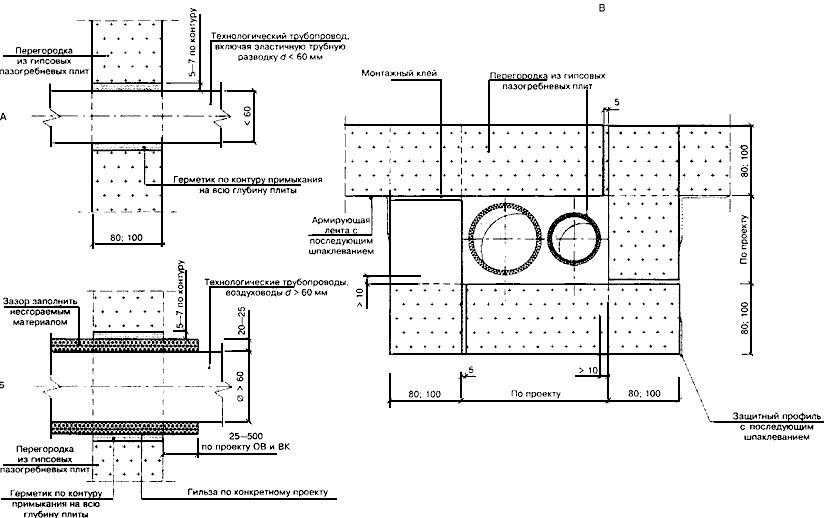 В
Технологический трубопровод,
включая эластичную трубную
разводку d < 60 мм
5–7 по контуру
Перегородка
из гипсовых
пазогребневых плит
А
< 60
Герметик по контуру примыкания
на всю глубину плиты
80; 100
Монтажный клей
Перегородка из гипсовых
пазогребневых плит
5
80; 100
По проекту
80; 100
Армирующая
лента с
последующим
шпаклеванием
> 10
5
> 10
80; 100
По проекту
80; 100
Защитный профиль
с последующим
шпаклеванием
Технологические трубопроводы,
воздуховоды d > 60 мм
5–7 по контуру
Зазор заполнить
несгораемым
материалом
20–25
Б
∅ > 60
25–500
по проекту ОВ и ВК
Перегородка
из гипсовых
пазогребневых плит
Герметик по контуру
примыкания на всю
глубину плиты
Гильза по конкретному проекту